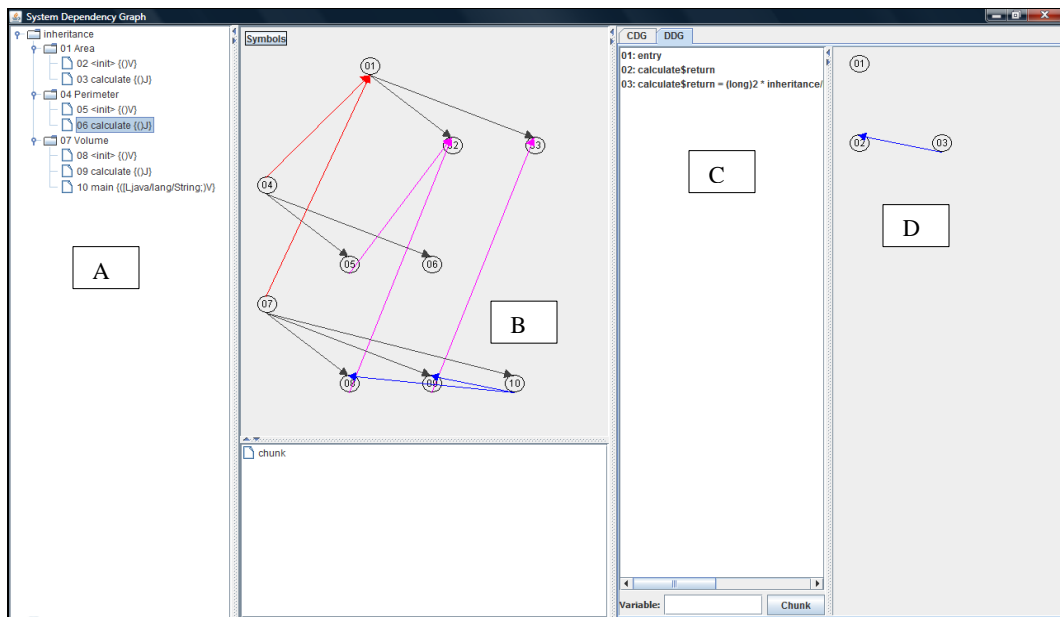 System Dependency Graph
inheritance
01 Area
02 <init> {()V}
03 calculate {()J}
04 Perimeter
05 <init> {()V}
06 calculate {()J}
07 Volume
08 <init> {()V}
09 calculate {()J}
10 main {([Ljava/lang/String;)V}
A
Symbols
01
02
03
04
05
06
07
08
09
10
B
chunk
CDG DDG
01: entry
02: calculate$return
03: calculate$return = (long)2 * inheritance/
C
Variable:
Chunk
01
02 03
D